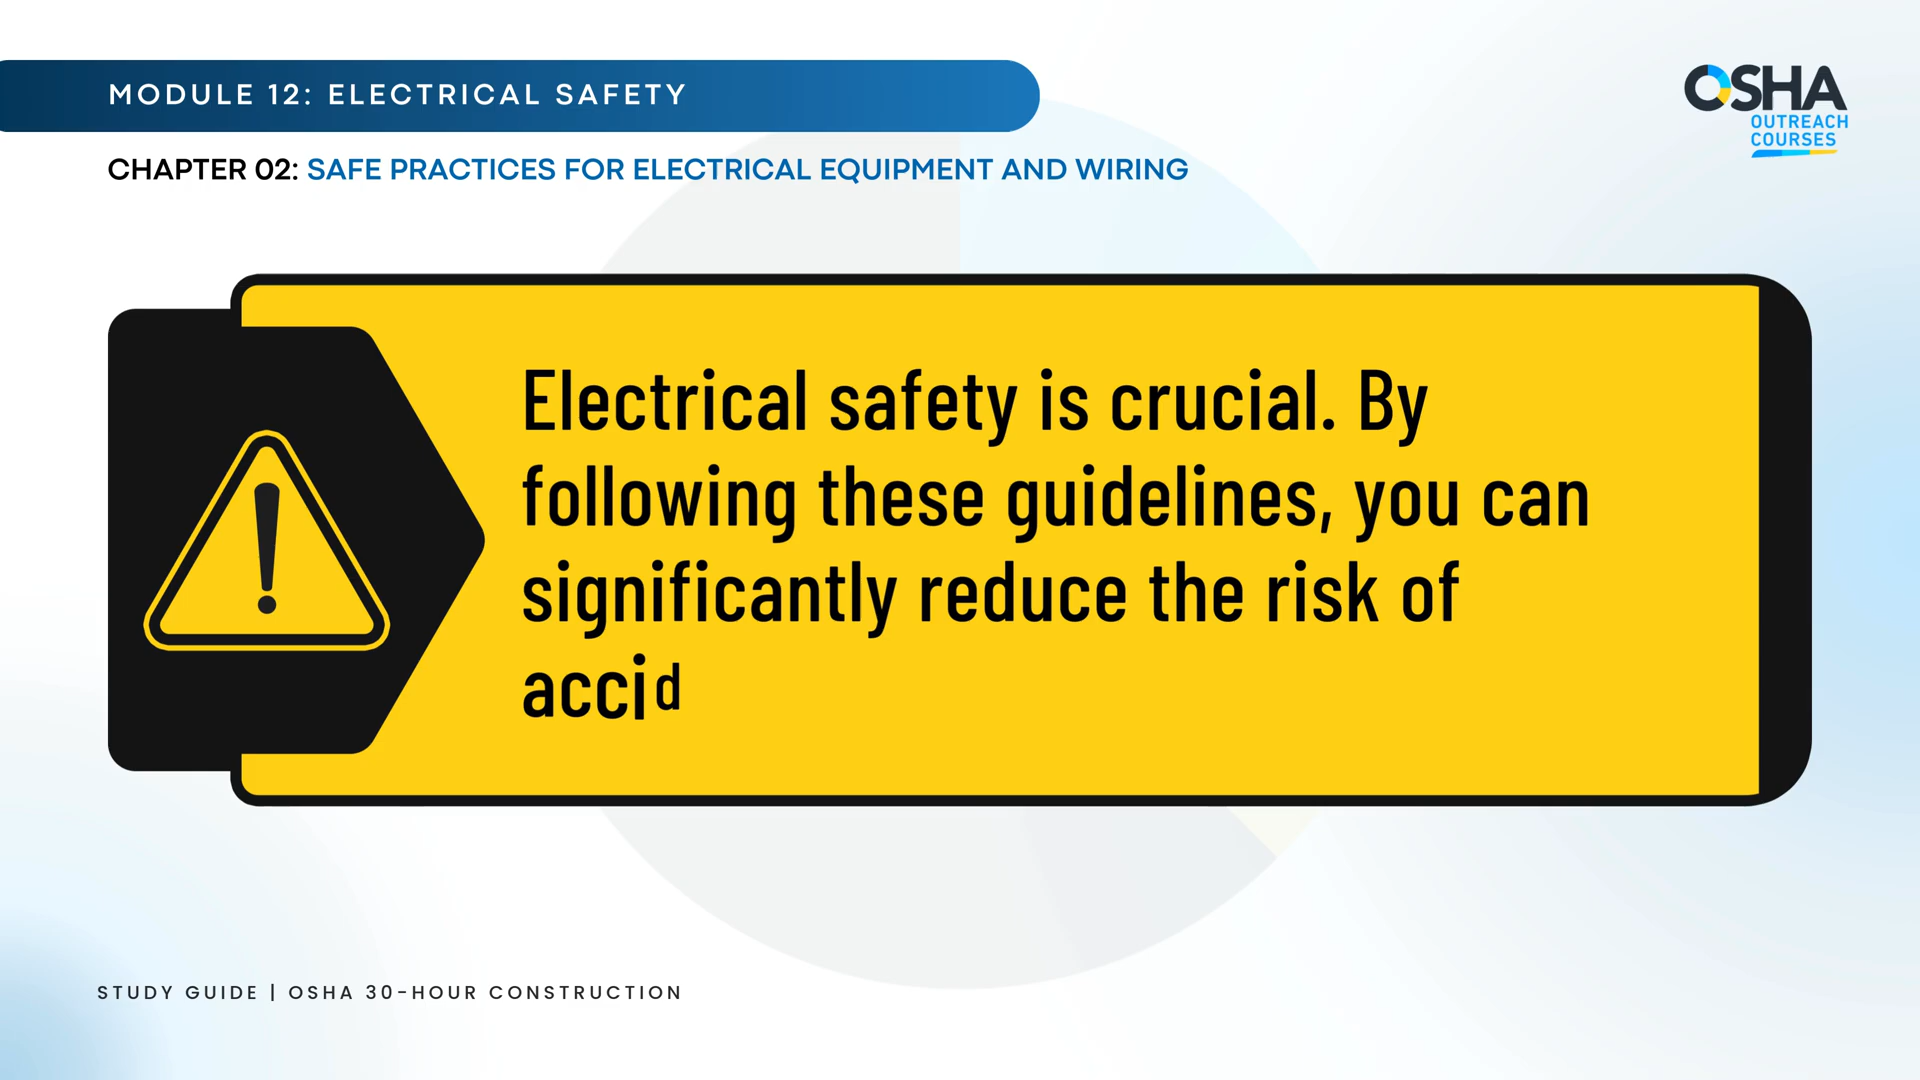 MODULE 12: ELECTRICAL SAFETY
OSHA
OUTREACH
COURSES
CHAPTER 02: SAFE PRACTICES FOR ELECTRICAL EQUIPMENT AND WIRING
Electrical safety is crucial. By
following these guidelines, you can
significantly reduce the risk of
accid
STUDY GUIDE | OSHA 30-HOUR CONSTRUCTION